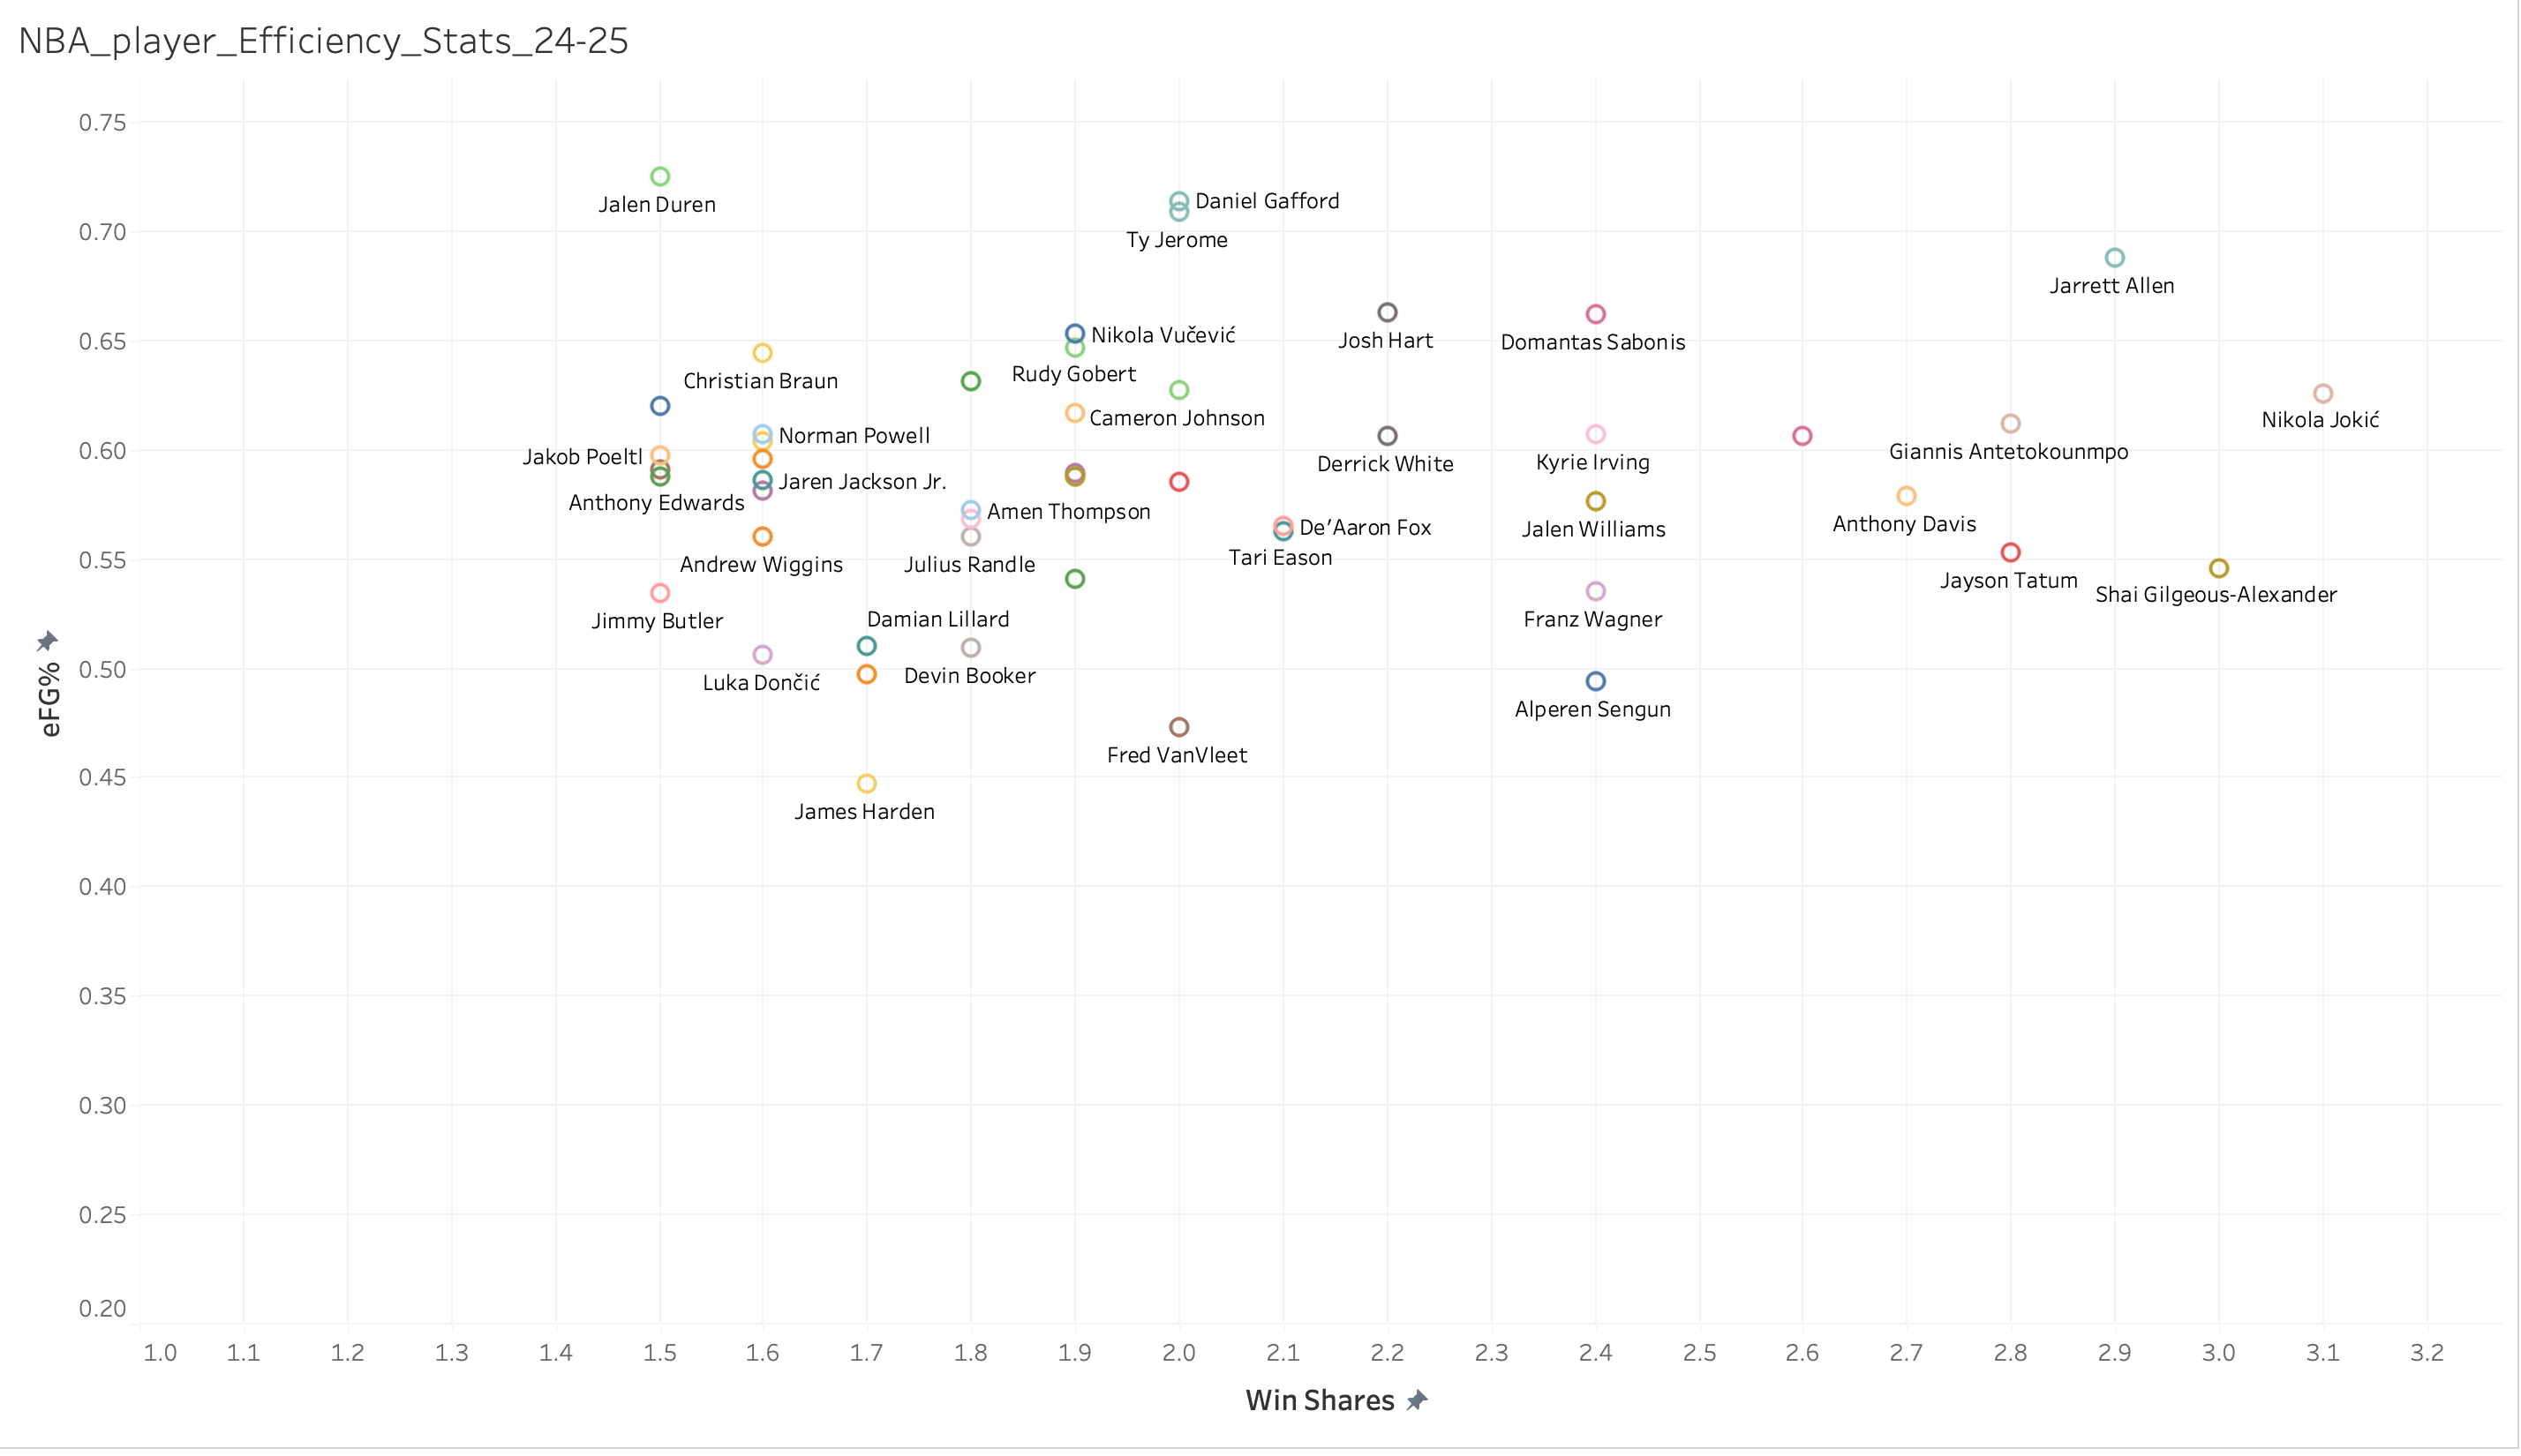 NBA_player_Efficiency_Stats_24-25
0.75
Jalen Duren
Daniel Gafford
0.70
Ty Jerome
Jarrett Allen
Nikola Vučević
Josh Hart
Domantas Sabonis
0.65
Rudy Gobert
Christian Braun
Cameron Johnson
Nikola Jokić
Norman Powell
0.60
Giannis Antetokounmpo
Jakob Poeltl
Kyrie Irving
Derrick White
Jaren Jackson Jr.
Anthony Edwards
Amen Thompson
Anthony Davis
De'Aaron Fox
Jalen Williams
0.55
Tari Eason
Andrew Wiggins
Julius Randle
Jayson Tatum
Shai Gilgeous-Alexander
Jimmy Butler
Damian Lillard
Franz Wagner
0.50
Devin Booker
Luka Dončić
eFG%
Alperen Sengun
Fred VanVleet
0.45
James Harden
0.40
0.35
0.30
0.25
0.20
1.0 1.1 1.2 1.3 1.4 1.5 1.6 1.7 1.8 1.9 2.0 2.1 2.2 2.3 2.4 2.5 2.6 2.7 2.8 2.9 3.0 3.1 3.2
Win Shares